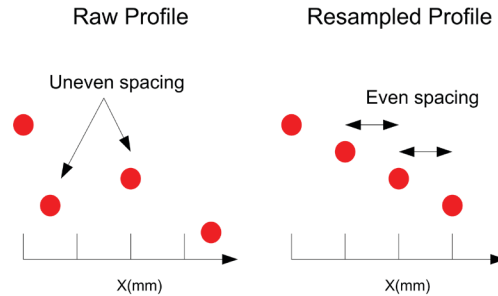 Raw Profile
Resampled Profile
Uneven spacing
Even spacing
X(mm)
X(mm)